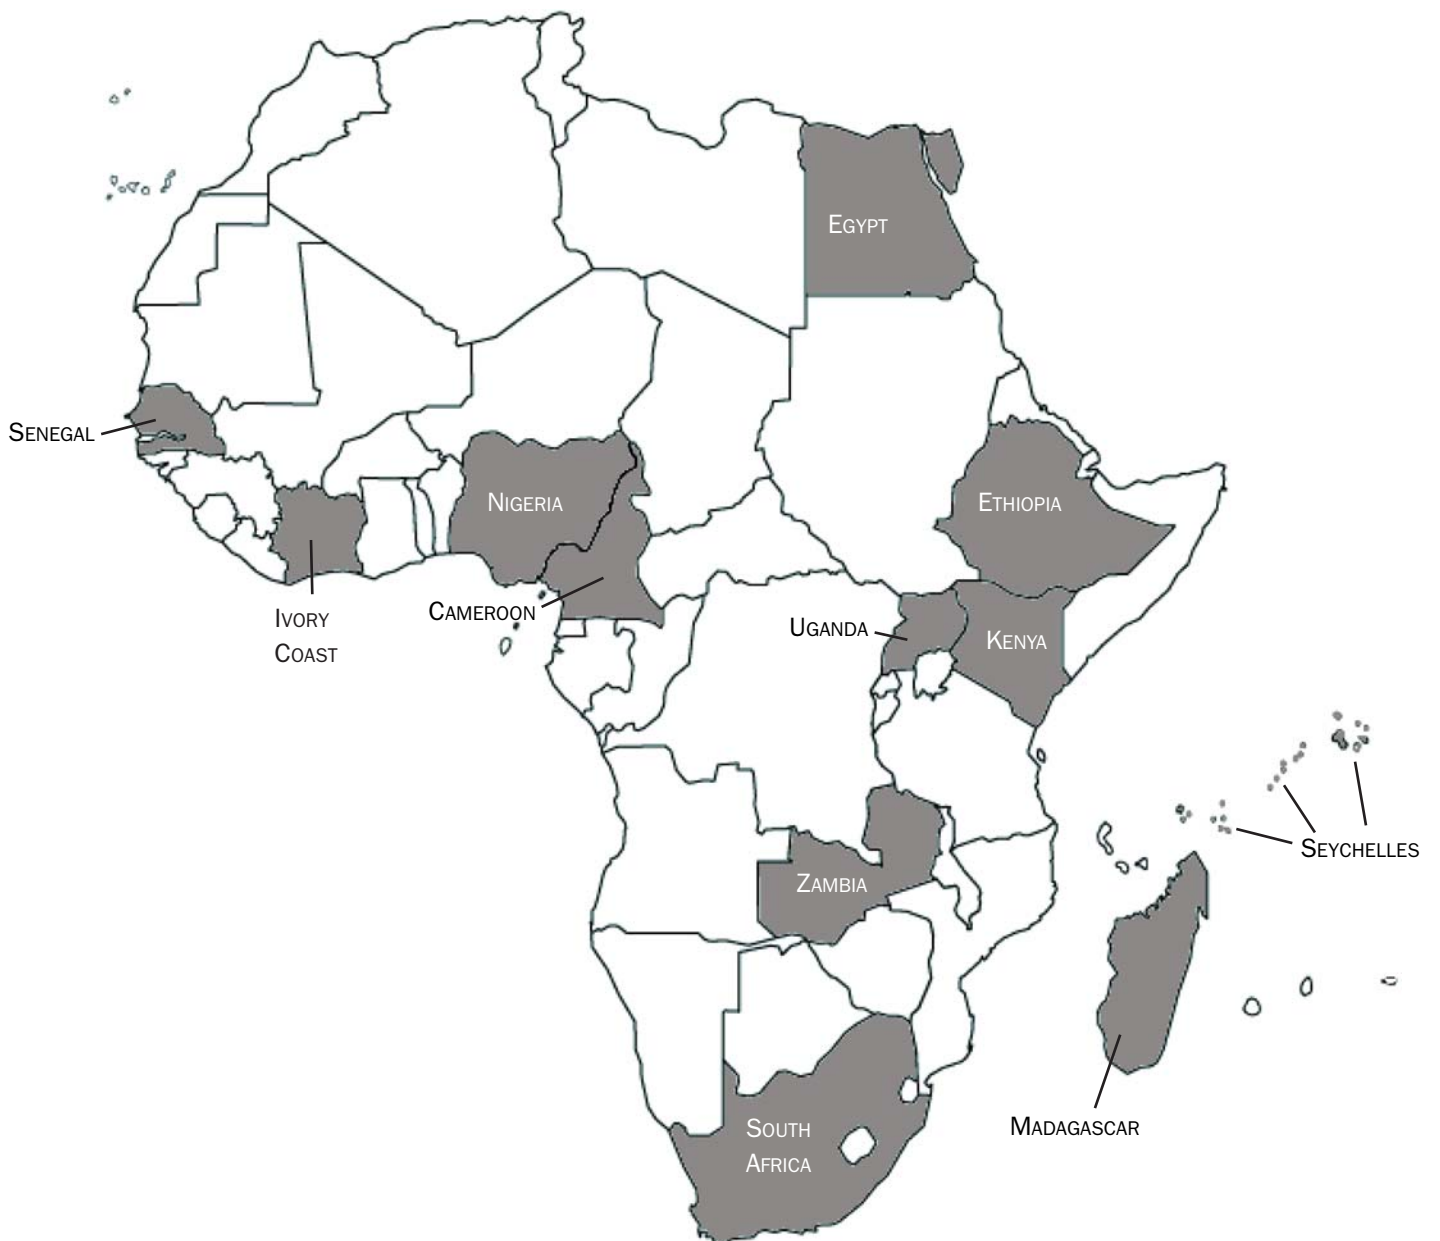 Egypt
Senegal
Nigeria
Ethiopia
Ivory
Coast
Cameroon
Uganda
Kenya
Seychelles
Zambia
Madagascar
South
Africa